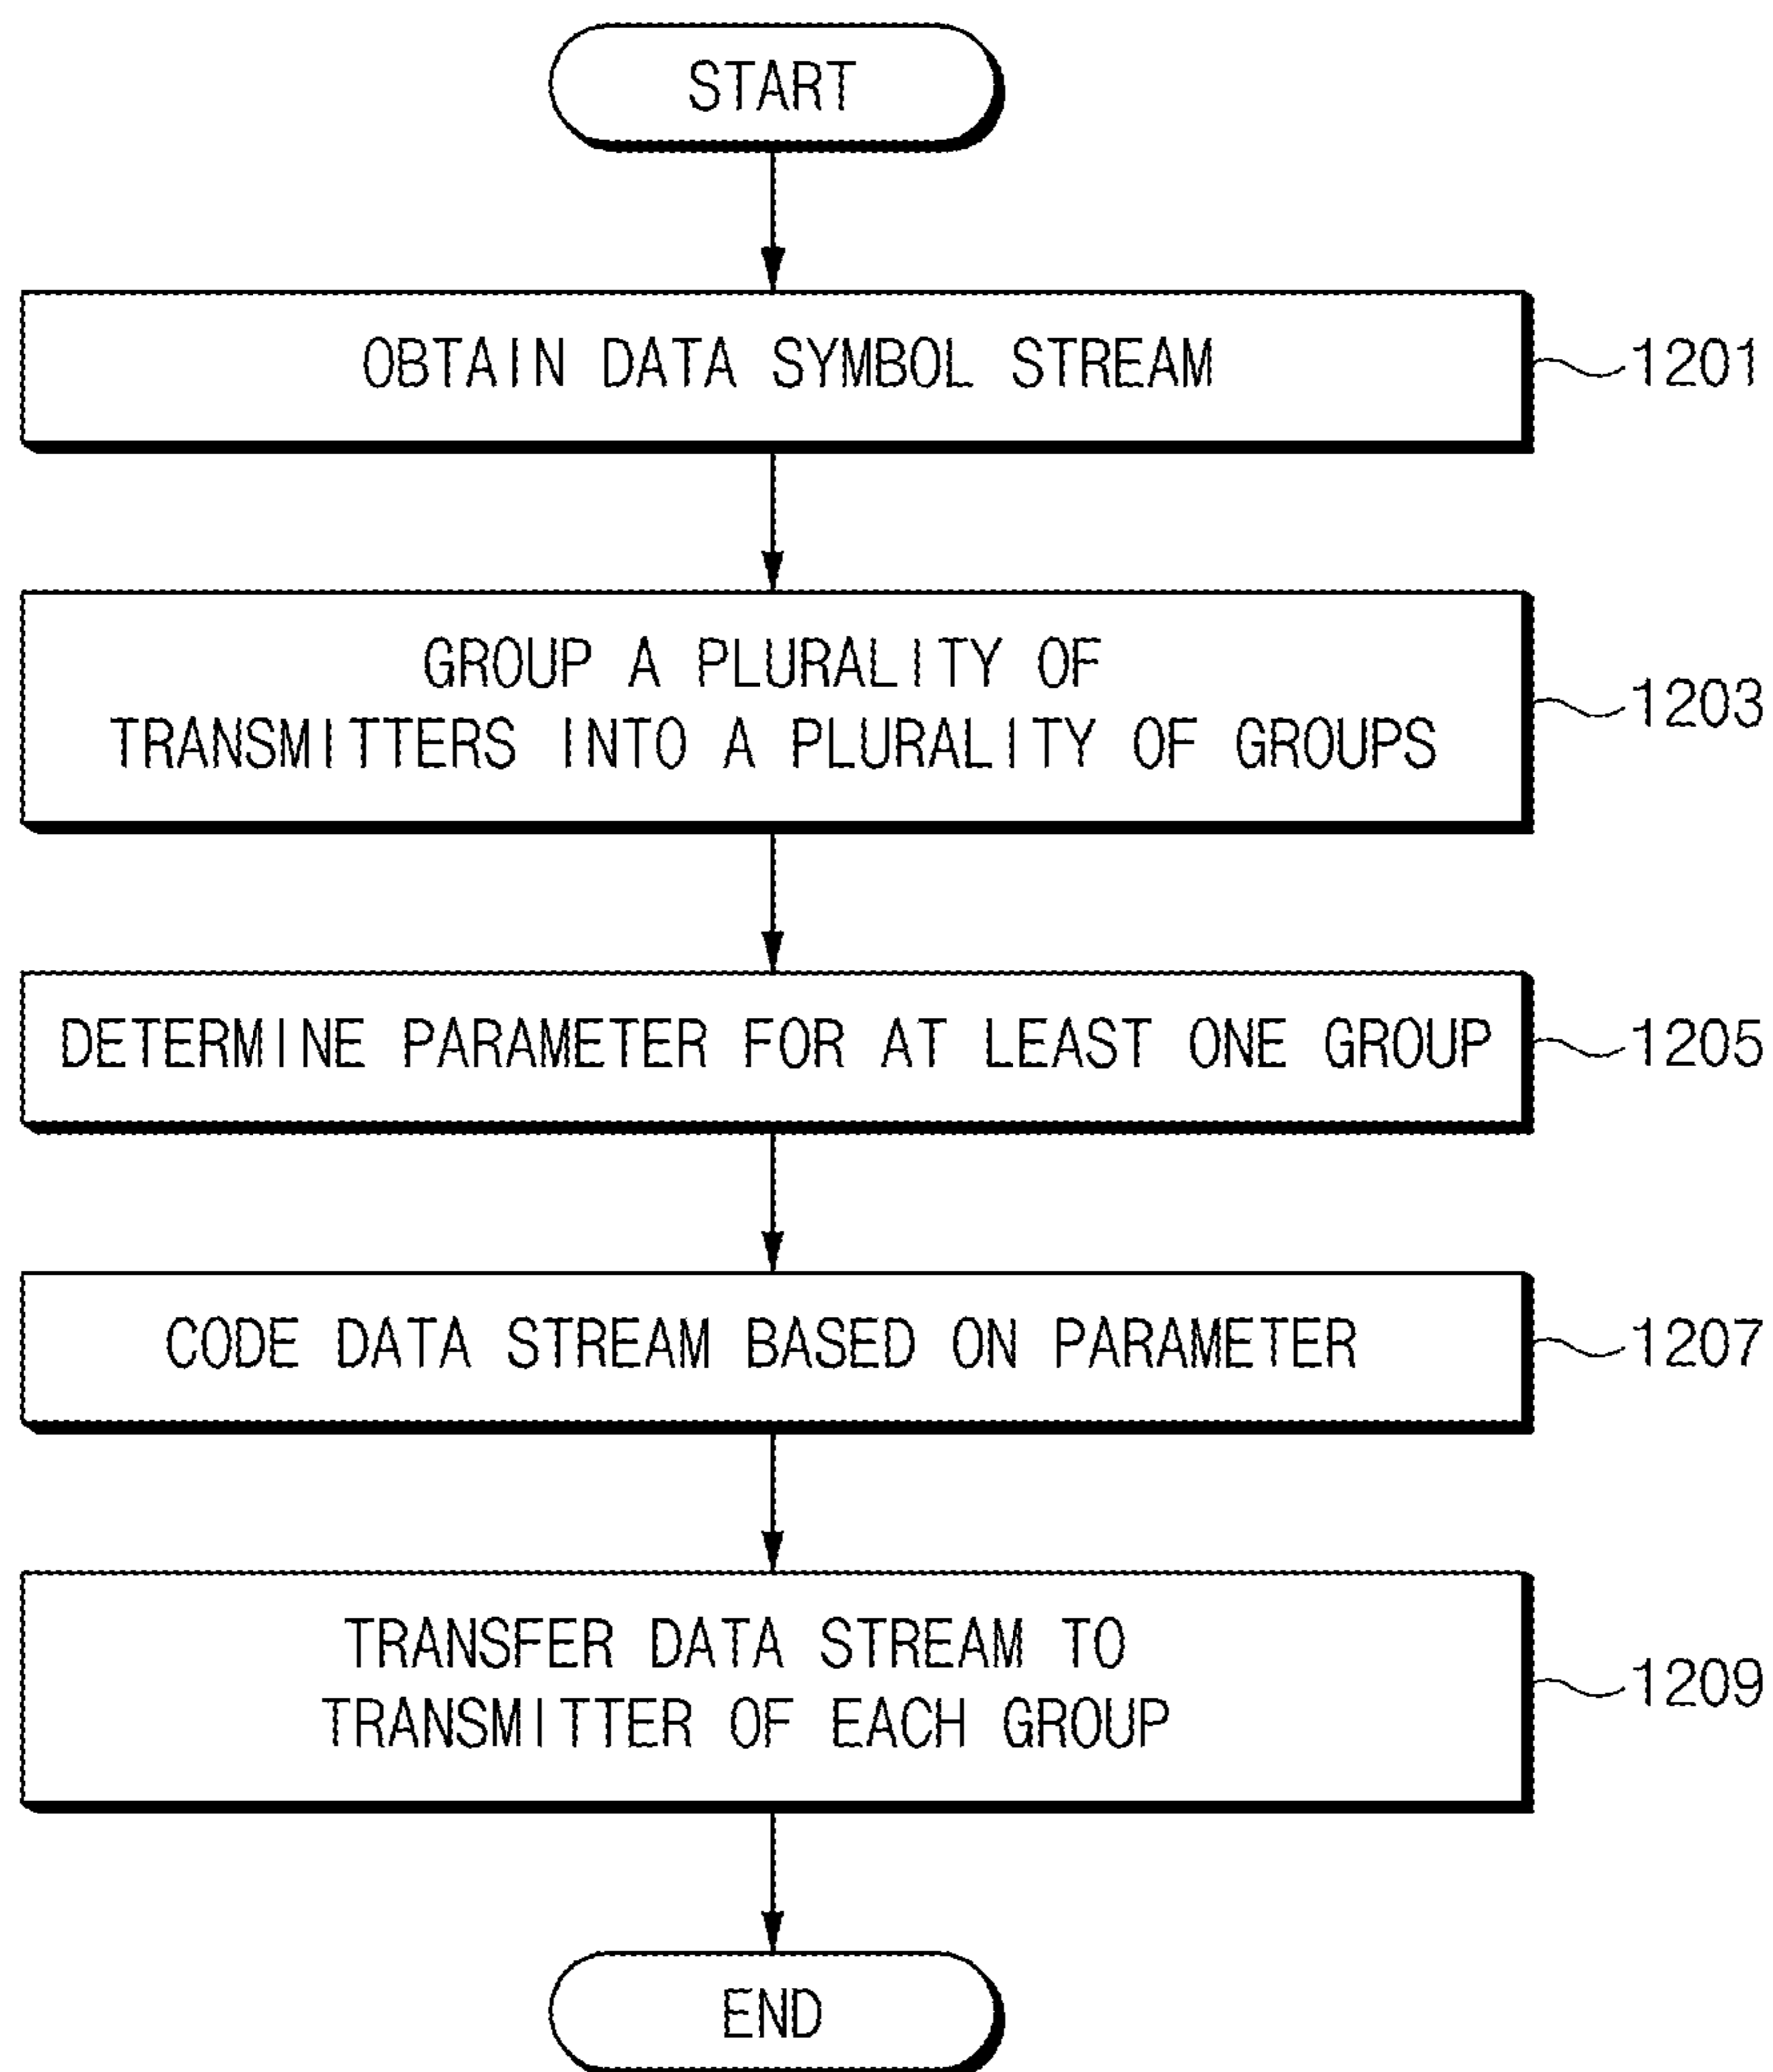 START
OBTAIN DATA SYMBOL STREAM
1201
GROUP A PLURALITY OF
TRANSMITTERS INTO A PLURALITY OF GROUPS
1203
DETERMINE PARAMETER FOR AT LEAST ONE GROUP
1205
CODE DATA STREAM BASED ON PARAMETER
1207
TRANSFER DATA STREAM TO
TRANSMITTER OF EACH GROUP
1209
END